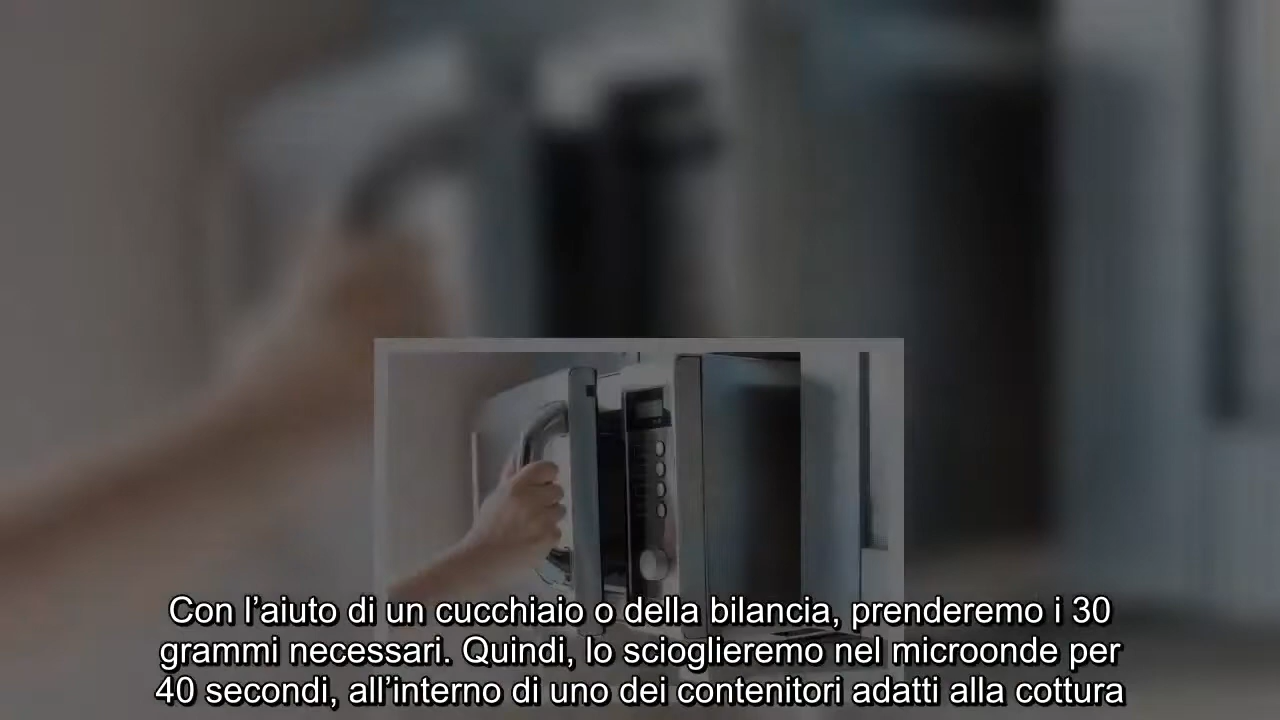 Con l’aiuto di un cucchiaio o della bilancia, prenderemo i 30
grammi necessari. Quindi, lo scioglieremo nel microonde per
40 secondi, all’interno di uno dei contenitori adatti alla cottura